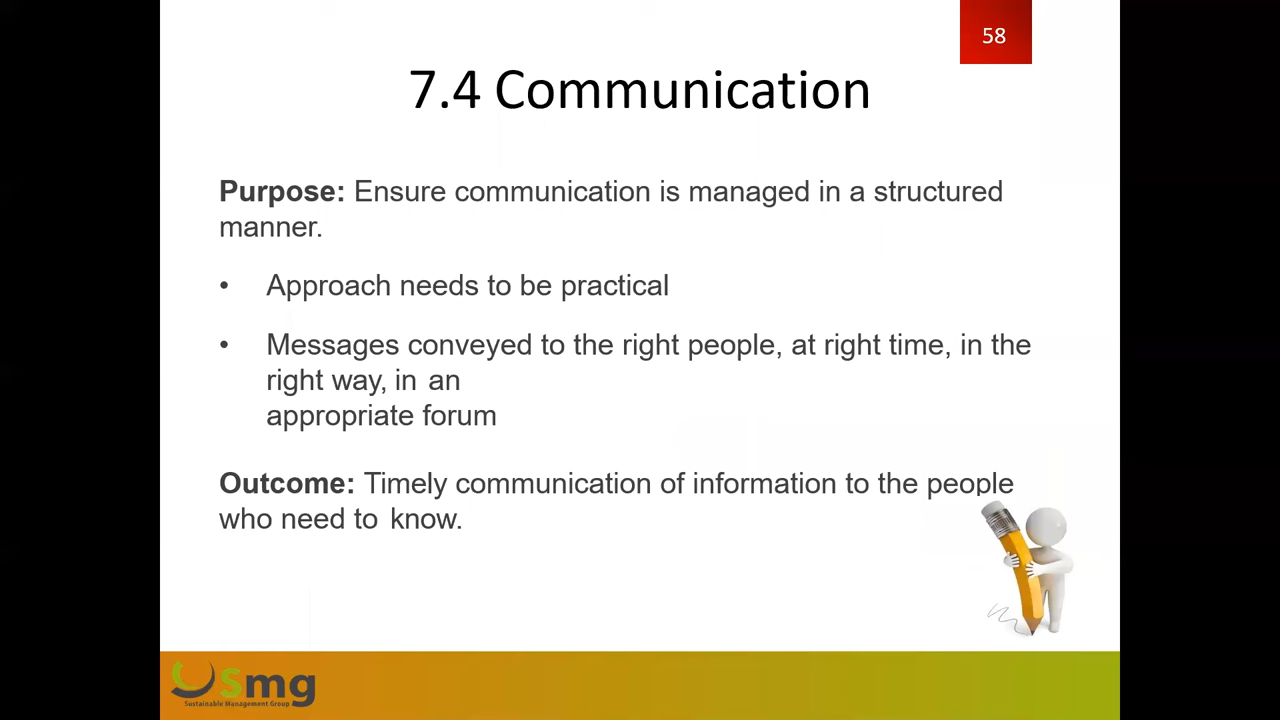 58
7.4 Communication
Purpose: Ensure communication is managed in a structured
manner.
• Approach needs to be practical
• Messages conveyed to the right people, at right time, in the
right way, in an
appropriate forum
Outcome: Timely communication of information to the people
who need to know.
Smg
Sustainable Management Group